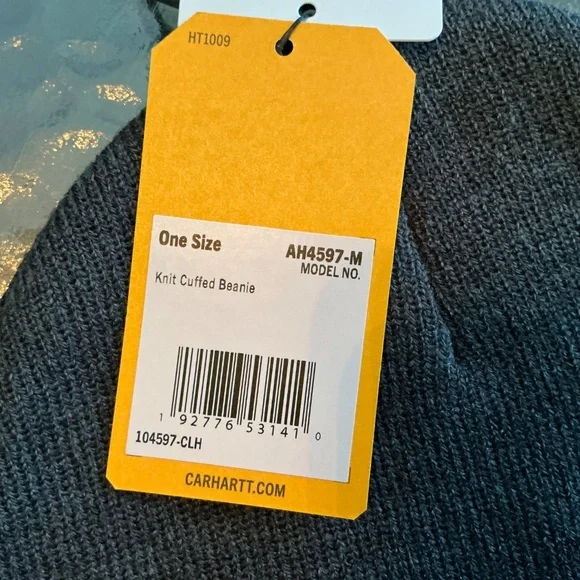 HT1009
One Size
AH4597-M
MODEL NO.
Knit Cuffed Beanie
1 92776 53141 0
104597-CLH
CARHARTT.COM